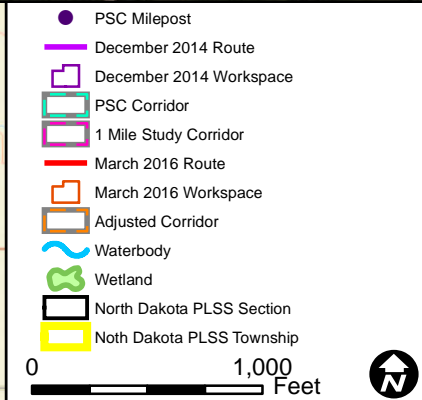 PSC Milepost
December 2014 Route
December 2014 Workspace
PSC Corridor
1 Mile Study Corridor
March 2016 Route
March 2016 Workspace
Adjusted Corridor
Waterbody
Wetland
North Dakota PLSS Section
Noth Dakota PLSS Township
0 1,000
Feet
N